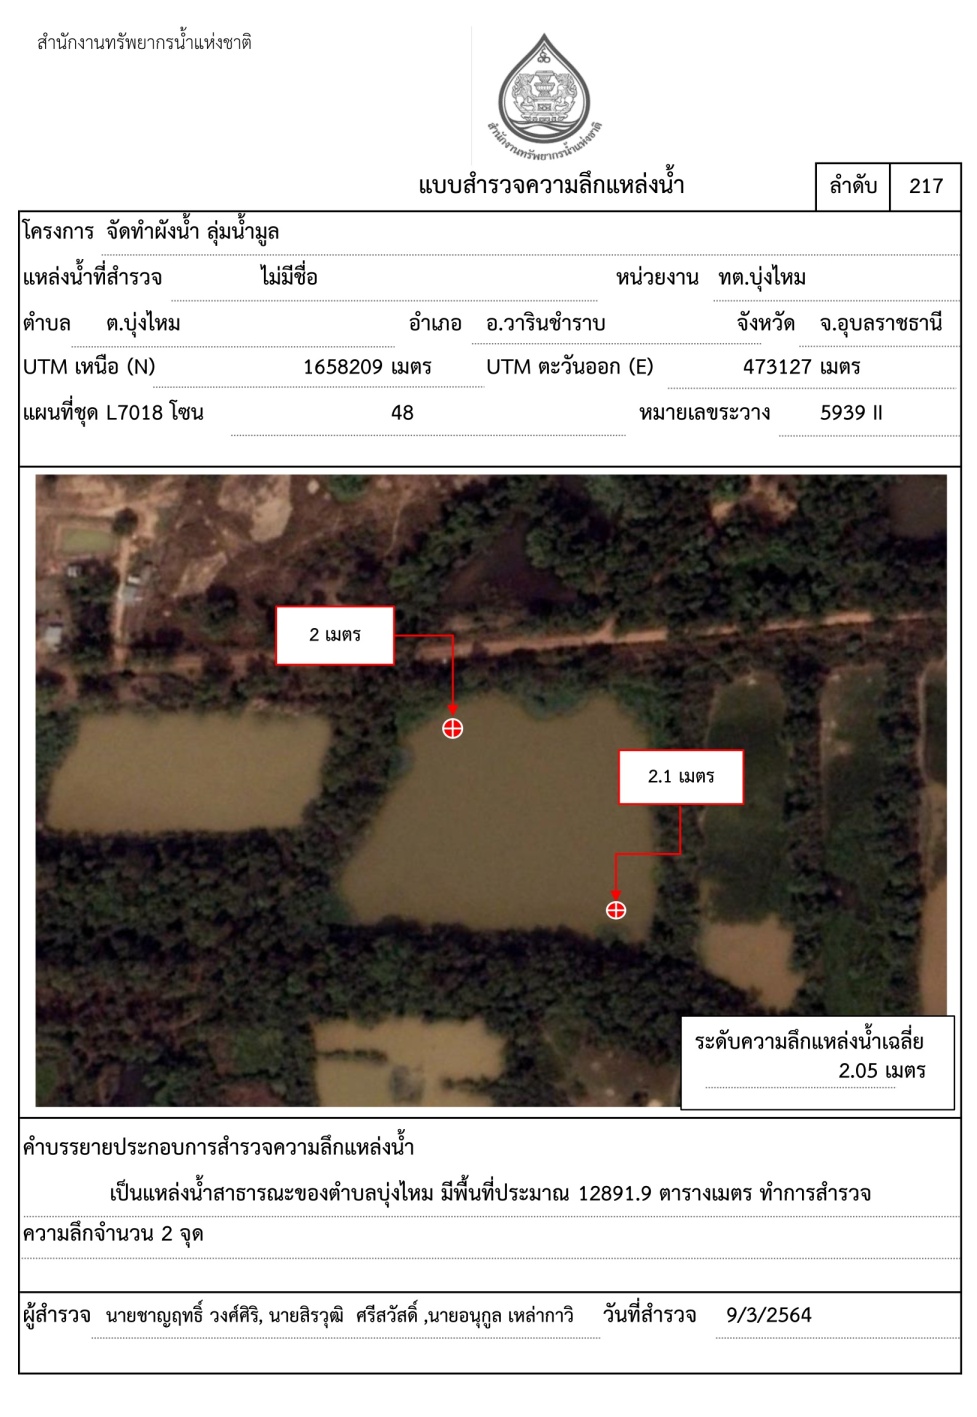 สำนักงานทรัพยากรน้ำแห่งชาติ
สำนักงานทรัพยากรน้ำแห่งชาติ
แบบสำรวจความลึกแหล่งน้ำ ลำดับ 217
โครงการ จัดทำผังน้ำ ลุ่มน้ำมูล
แหล่งน้ำที่สำรวจ ไม่มีชื่อ หน่วยงาน ทต.บุ่งไหม
ตำบล ต.บุ่งไหม อำเภอ อ.วารินชำราบ จังหวัด จ.อุบลราชธานี
UTM เหนือ (N) 1658209 เมตร UTM ตะวันออก (E) 473127 เมตร
แผนที่ชุด L7018 โซน 48 หมายเลขระวาง 5939 II
2 เมตร
2.1 เมตร
ระดับความลึกแหล่งน้ำเฉลี่ย
2.05 เมตร
คำบรรยายประกอบการสำรวจความลึกแหล่งน้ำ
เป็นแหล่งน้ำสาธารณะของตำบลบุ่งไหม มีพื้นที่ประมาณ 12891.9 ตารางเมตร ทำการสำรวจ
ความลึกจำนวน 2 จุด
ผู้สำรวจ นายชาญฤทธิ์ วงศ์ศิริ, นายสิรวุฒิ ศรีสวัสดิ์ ,นายอนุกูล เหล่ากาวิ วันที่สำรวจ 9/3/2564